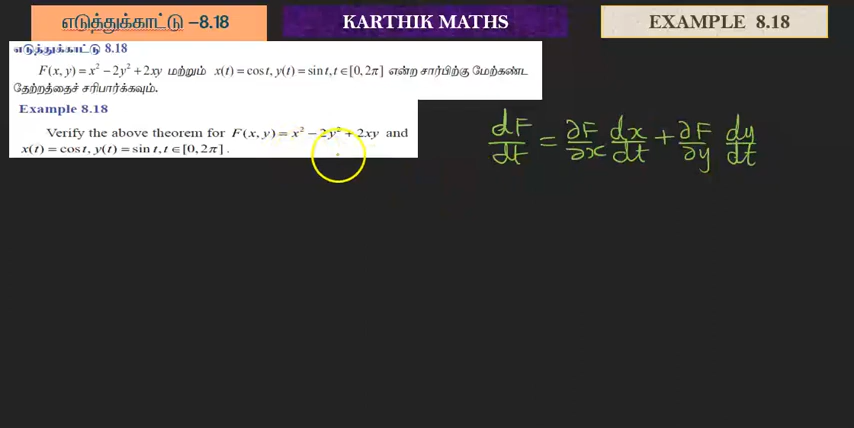 எடுத்துக்காட்டு –8.18
KARTHIK MATHS
EXAMPLE 8.18
எடுத்துக்காட்டு 8.18
F(x, y) = x² − 2y² + 2xy மற்றும் x(t) = cos t, y(t) = sin t, t ∈ [0, 2π] என்ற சார்பிற்கு மேற்கண்ட
தேற்றத்தைச் சரிபார்க்கவும்.
Example 8.18
Verify the above theorem for F(x, y) = x² − 2y² + 2xy and
x(t) = cos t, y(t) = sin t, t ∈ [0, 2π] .
dF/dt = ∂F/∂x dx/dt + ∂F/∂y dy/dt